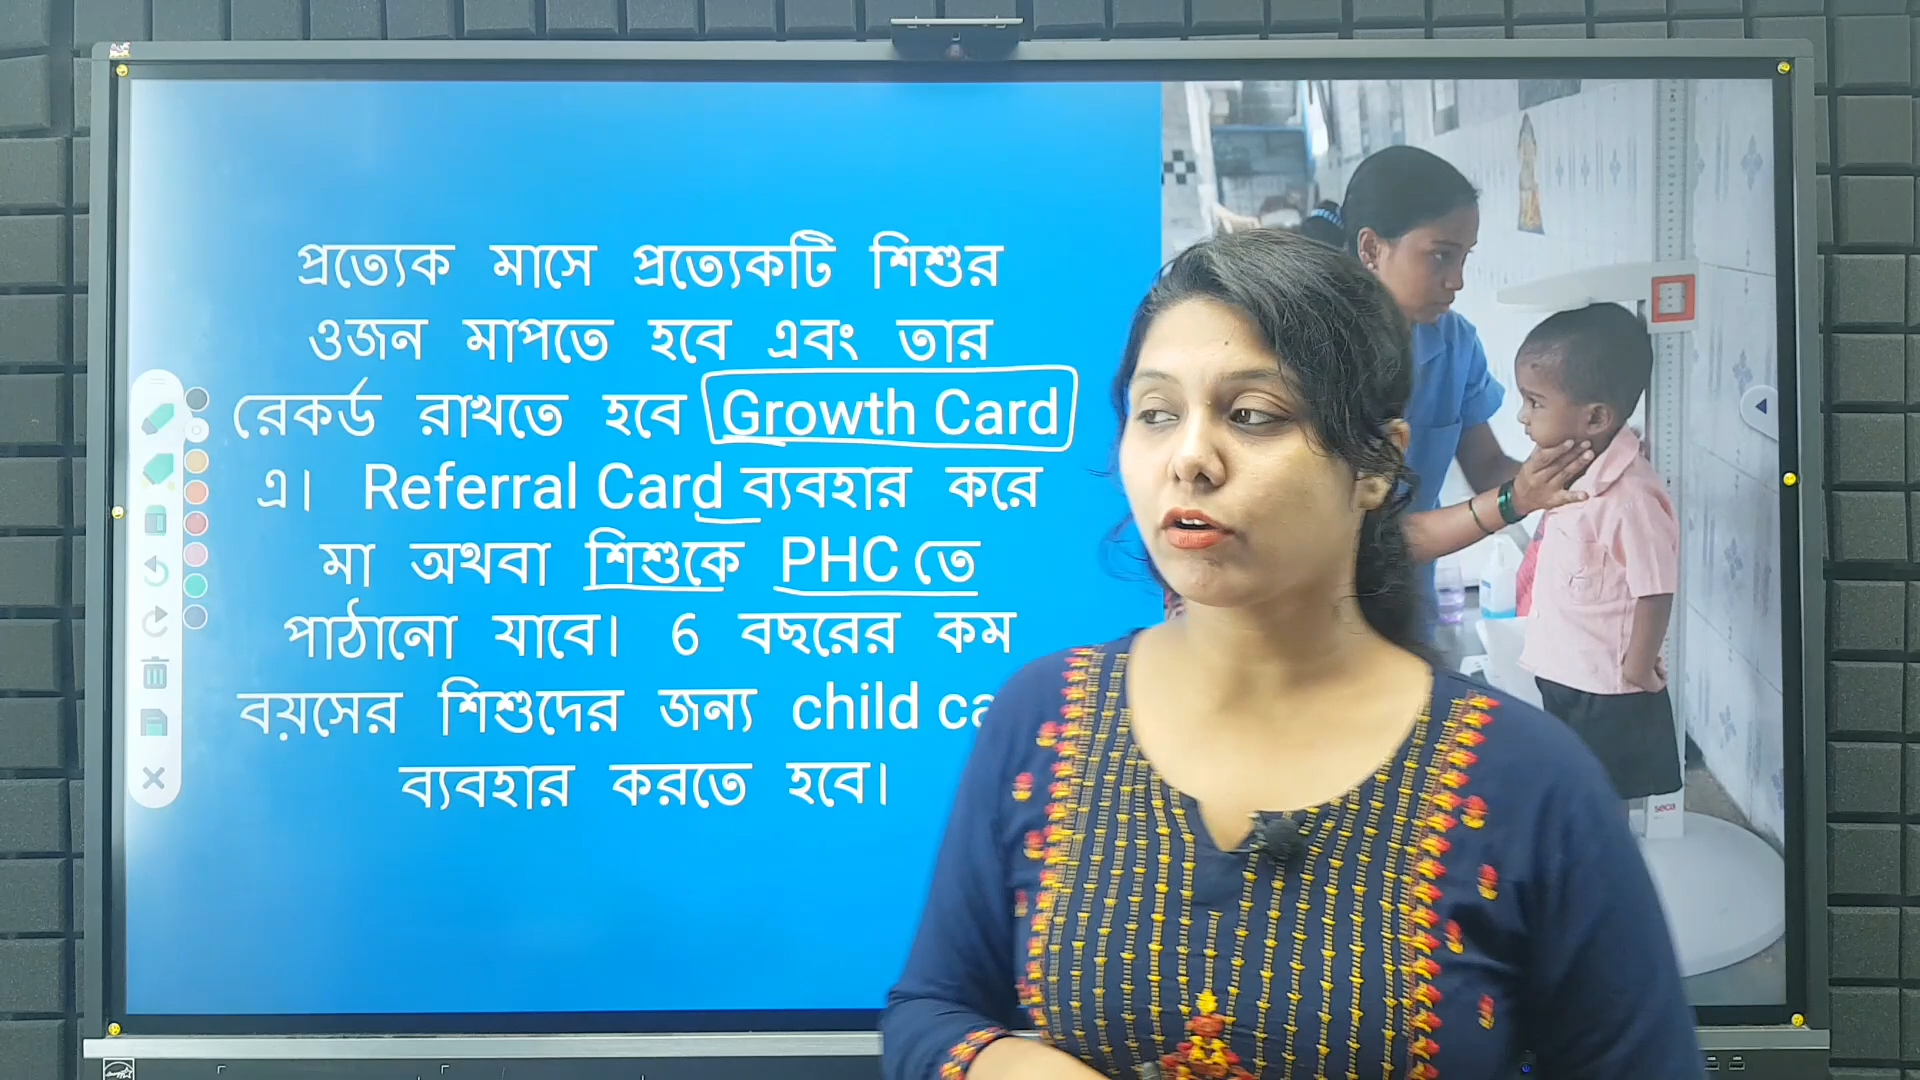 প্রত্যেক মাসে প্রত্যেকটি শিশুর
ওজন মাপতে হবে এবং তার
রেকর্ড রাখতে হবে Growth Card
এ। Referral Card ব্যবহার করে
মা অথবা শিশুকে PHC তে
পাঠানো যাবে। 6 বছরের কম
বয়সের শিশুদের জন্য child
ব্যবহার করতে হবে।
seca